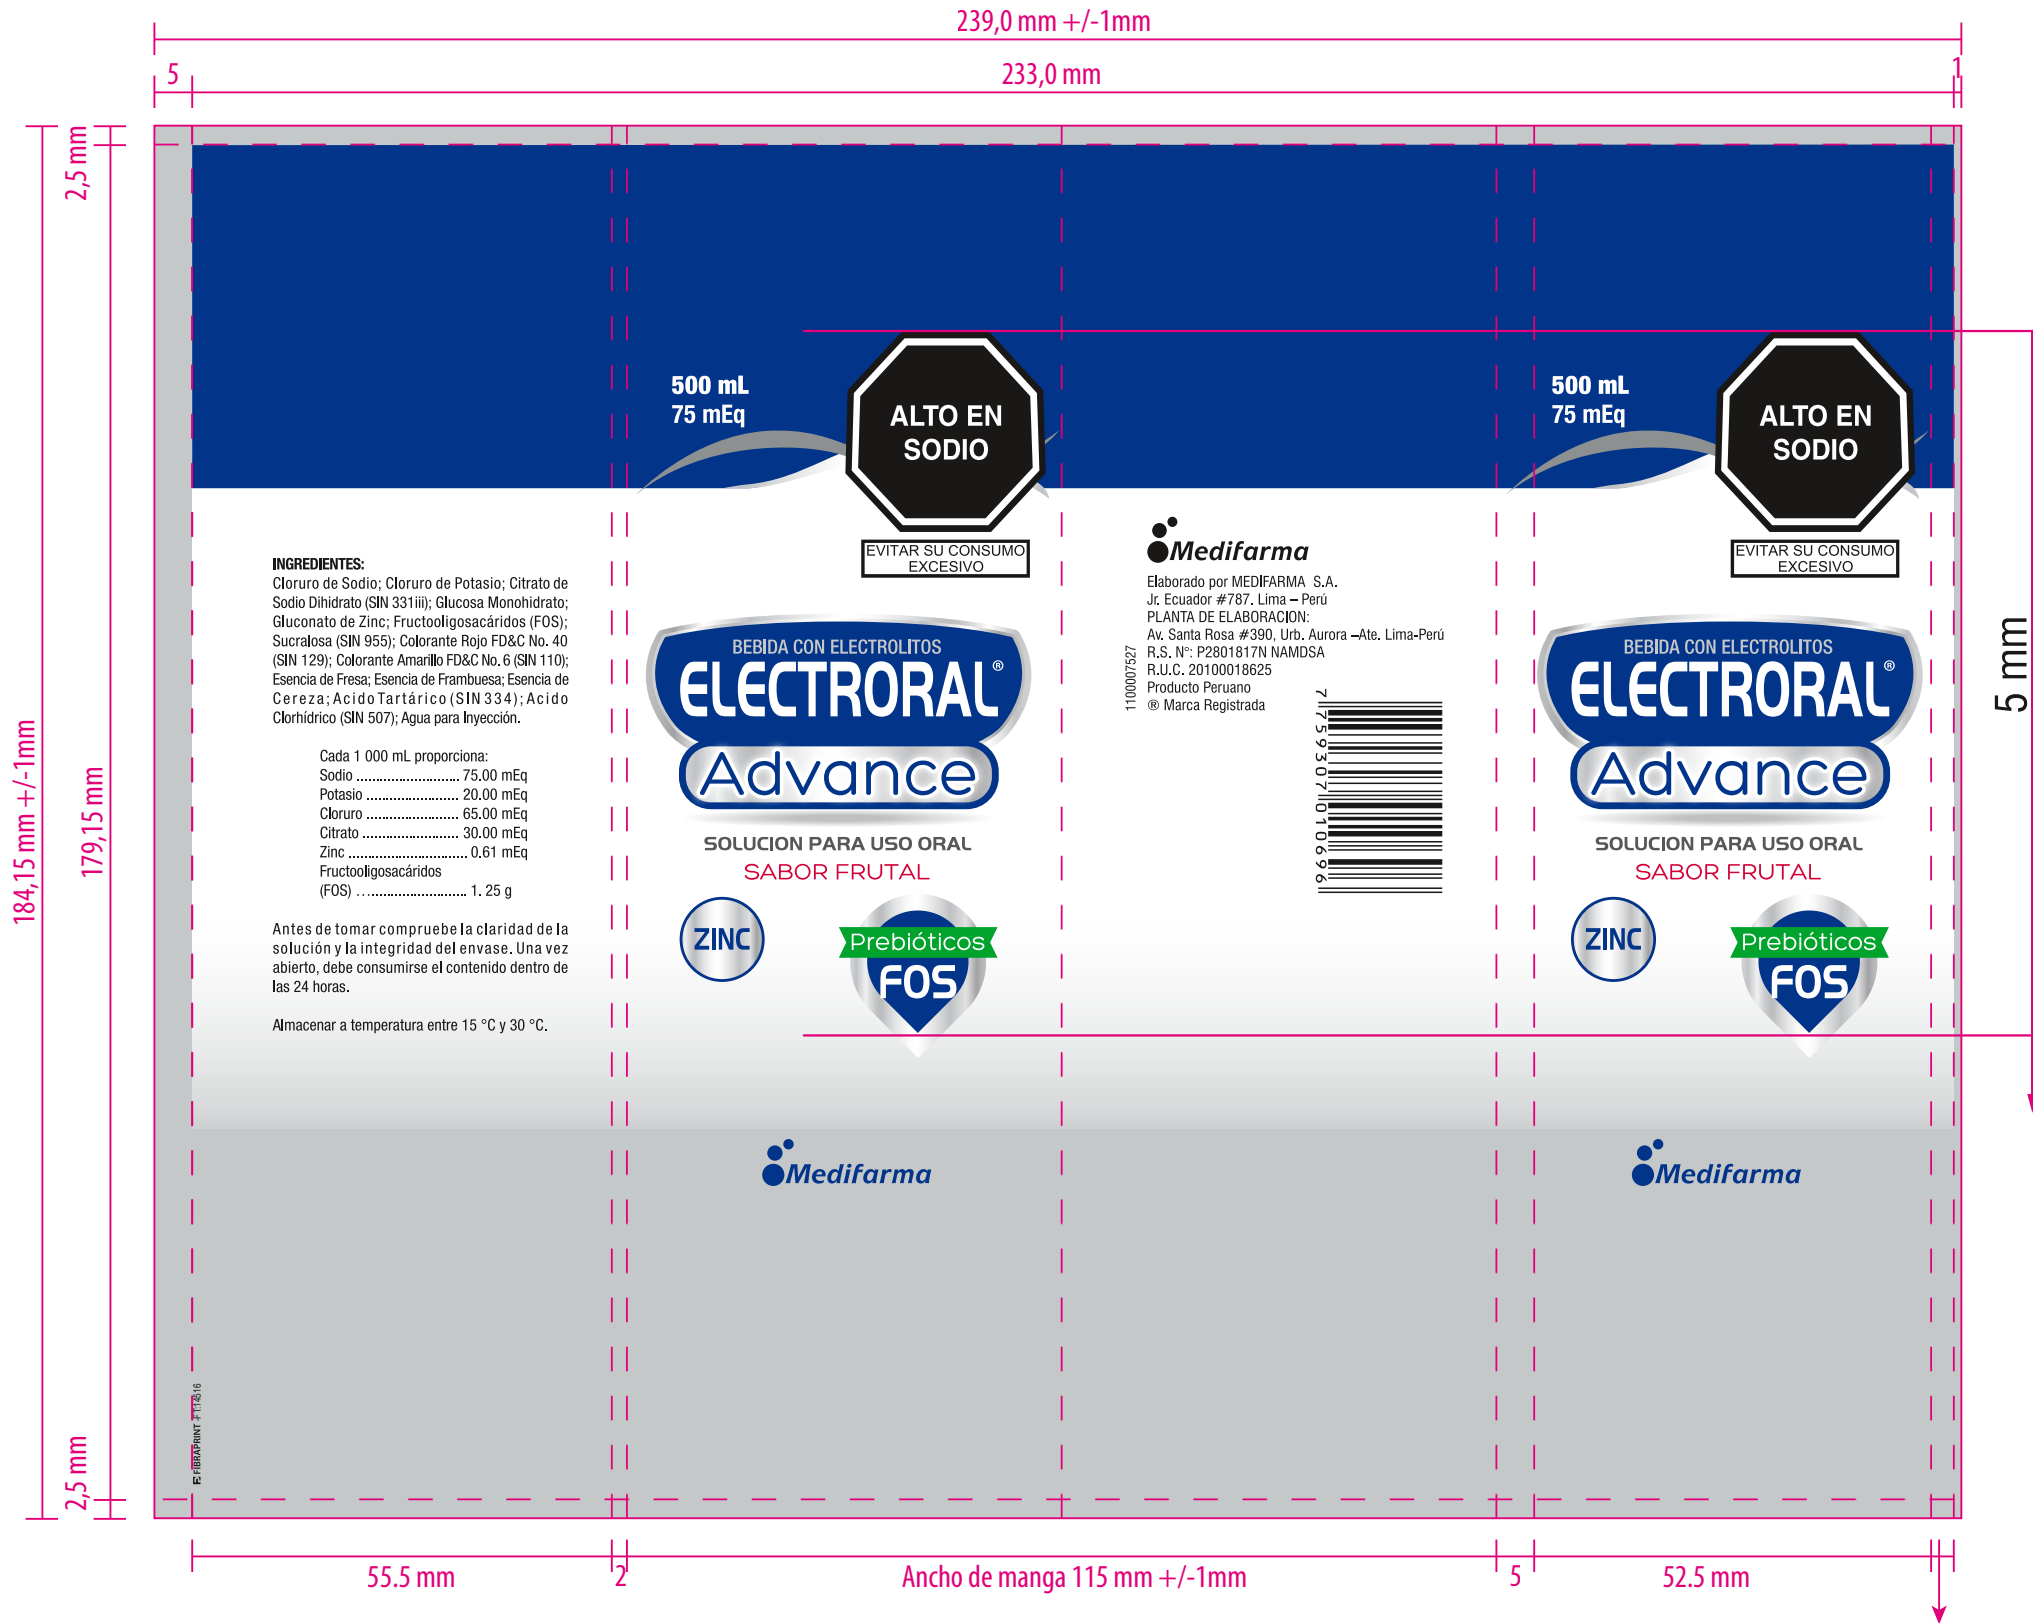 239,0 mm +/-1mm
5
233,0 mm
1
2,5 mm
184,15 mm +/-1mm
179,15 mm
2,5 mm
INGREDIENTES:
Cloruro de Sodio; Cloruro de Potasio; Citrato de
Sodio Dihidrato (SIN 331iii); Glucosa Monohidrato;
Gluconato de Zinc; Fructooligosacáridos (FOS);
Sucralosa (SIN 955); Colorante Rojo FD&C No. 40
(SIN 129); Colorante Amarillo FD&C No. 6 (SIN 110);
Esencia de Fresa; Esencia de Frambuesa; Esencia de
Cereza; Acido Tartárico (SIN 334); Acido
Clorhídrico (SIN 507); Agua para Inyección.
Cada 1 000 mL proporciona:
Sodio .......................... 75.00 mEq
Potasio ....................... 20.00 mEq
Cloruro ....................... 65.00 mEq
Citrato ........................ 30.00 mEq
Zinc .............................. 0.61 mEq
Fructooligosacáridos
(FOS) ........................... 1. 25 g
Antes de tomar compruebe la claridad de la
solución y la integridad del envase. Una vez
abierto, debe consumirse el contenido dentro de
las 24 horas.
Almacenar a temperatura entre 15 °C y 30 °C.
FIBRAPRINT -FT:14516
500 mL
75 mEq
ALTO EN
SODIO
EVITAR SU CONSUMO
EXCESIVO
BEBIDA CON ELECTROLITOS
ELECTRORAL®
Advance
SOLUCION PARA USO ORAL
SABOR FRUTAL
ZINC
Prebióticos
FOS
Medifarma
Medifarma
Elaborado por MEDIFARMA S.A.
Jr. Ecuador #787. Lima – Perú
PLANTA DE ELABORACION:
Av. Santa Rosa #390, Urb. Aurora –Ate. Lima-Perú
R.S. N°: P2801817N NAMDSA
R.U.C. 20100018625
Producto Peruano
® Marca Registrada
1100007527
7 759307 010696
500 mL
75 mEq
ALTO EN
SODIO
EVITAR SU CONSUMO
EXCESIVO
BEBIDA CON ELECTROLITOS
ELECTRORAL®
Advance
SOLUCION PARA USO ORAL
SABOR FRUTAL
ZINC
Prebióticos
FOS
Medifarma
5 mm
55.5 mm
2
Ancho de manga 115 mm +/-1mm
5
52.5 mm